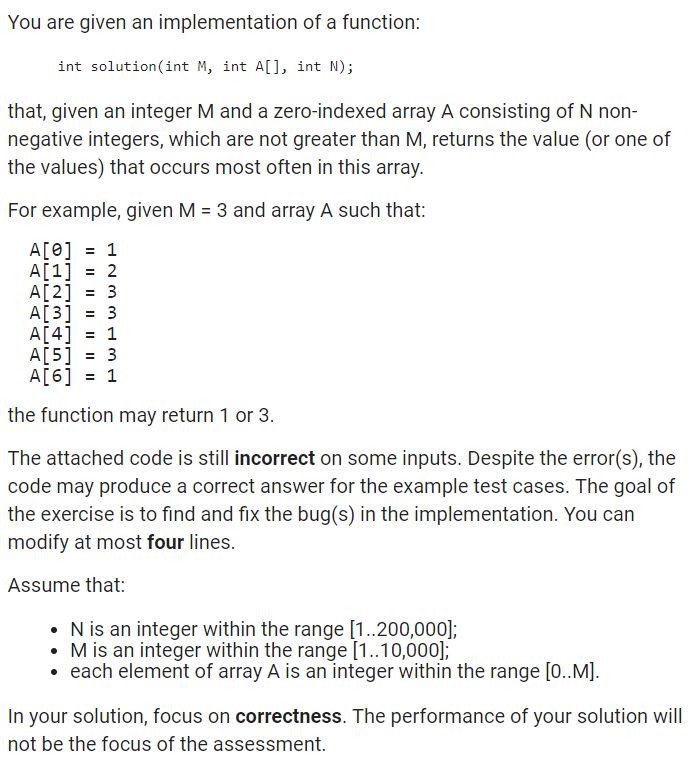 You are given an implementation of a function:
int solution(int M, int A[], int N);
that, given an integer M and a zero-indexed array A consisting of N non-
negative integers, which are not greater than M, returns the value (or one of
the values) that occurs most often in this array.
For example, given M = 3 and array A such that:
A[0] = 1
A[1] = 2
A[2] = 3
A[3] = 3
A[4] = 1
A[5] = 3
A[6] = 1
the function may return 1 or 3.
The attached code is still incorrect on some inputs. Despite the error(s), the
code may produce a correct answer for the example test cases. The goal of
the exercise is to find and fix the bug(s) in the implementation. You can
modify at most four lines.
Assume that:
• N is an integer within the range [1..200,000];
• M is an integer within the range [1..10,000];
• each element of array A is an integer within the range [0..M].
In your solution, focus on correctness. The performance of your solution will
not be the focus of the assessment.